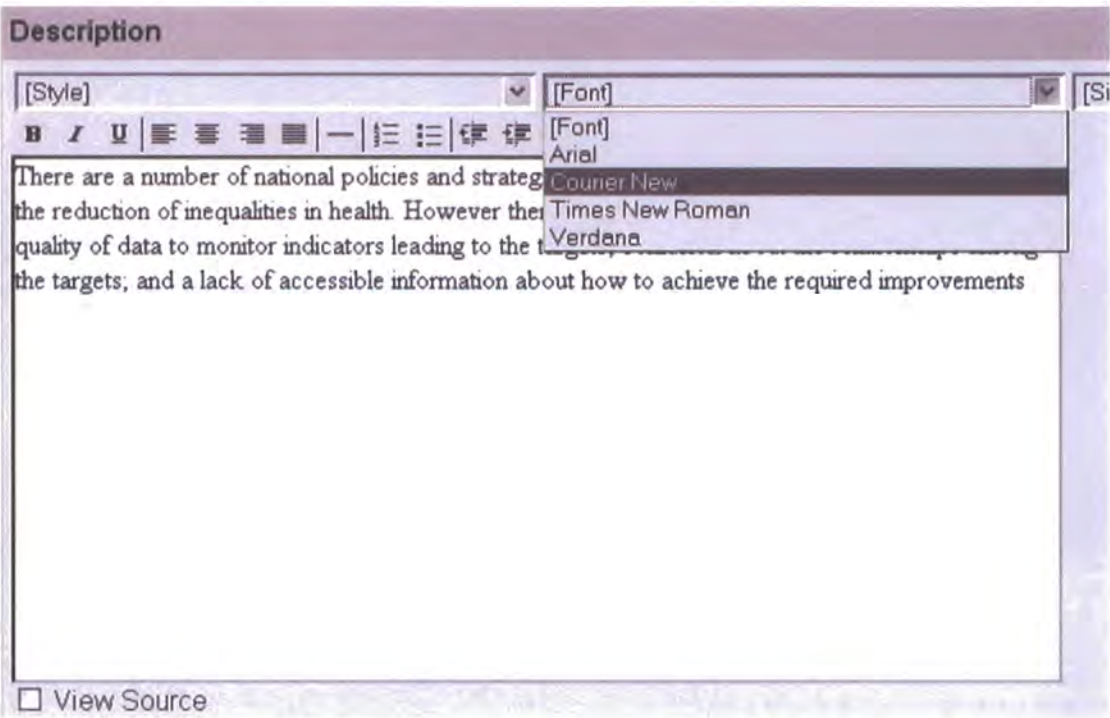 Description
[Style] [Font] [Si
B I U
[Font]
Arial
Courier New
Times New Roman
Verdana
There are a number of national policies and strateg
the reduction of inequalities in health. However the
quality of data to monitor indicators leading to the t
the targets; and a lack of accessible information about how to achieve the required improvements
View Source